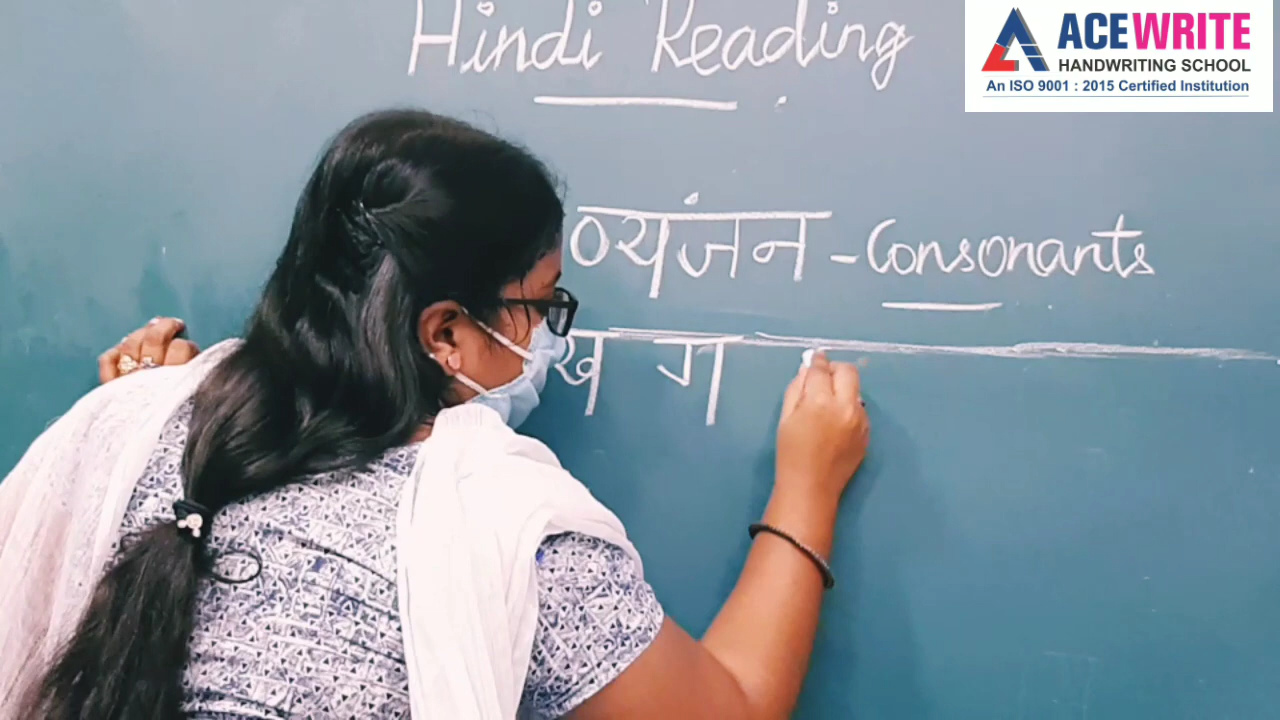 Hindi Reading
ACEWRITE
HANDWRITING SCHOOL
An ISO 9001 : 2015 Certified Institution
व्यंजन - Consonants
ख ग